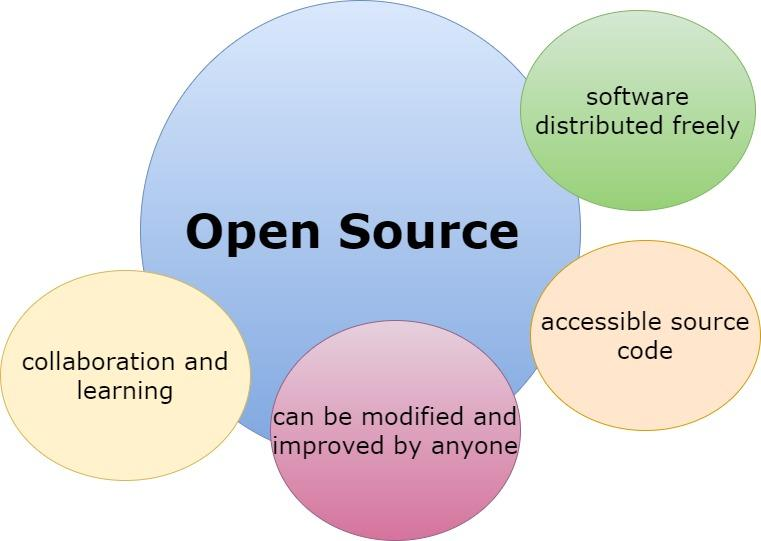 software
distributed freely
Open Source
accessible source
code
collaboration and
learning
can be modified and
improved by anyone